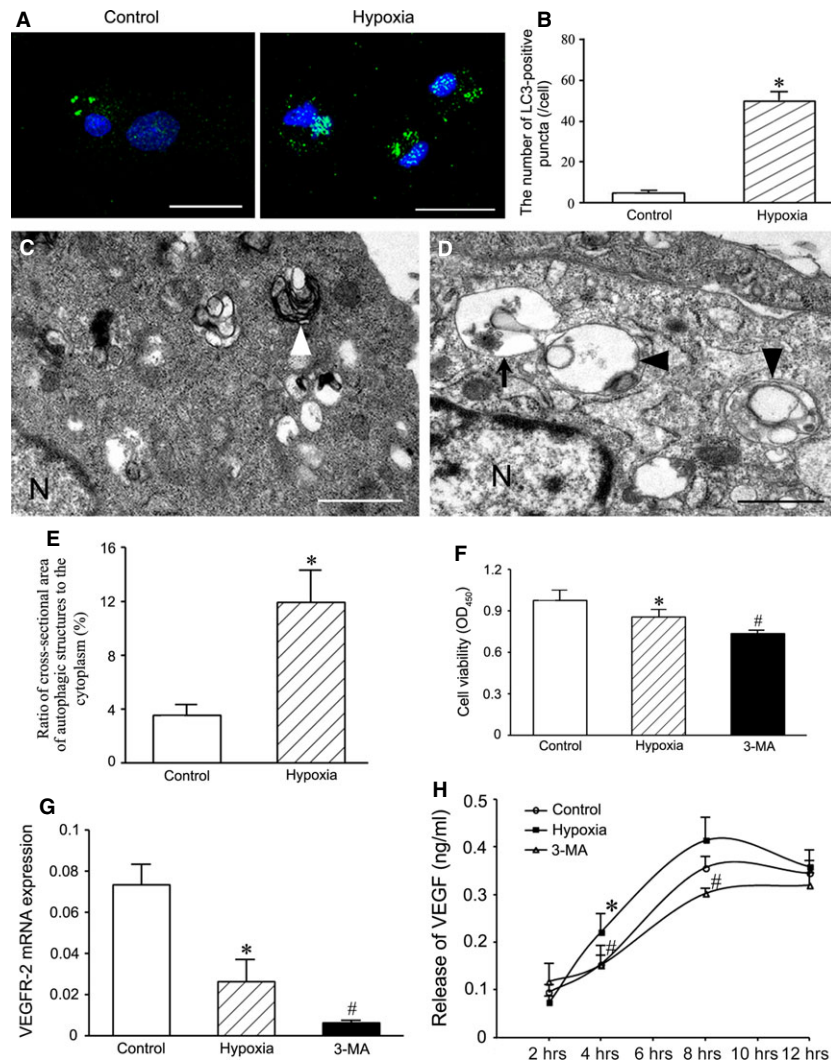 A
Control
Hypoxia
B
The number of LC3-positive
puncta (/cell)
80
60
40
20
0
*
Control
Hypoxia
C
N
D
N
E
Ratio of cross-sectional area
of autophagic structures to the
cytoplasm (%)
16
12
8
4
0
*
Control
Hypoxia
F
Cell viability (OD450)
1.2
0.9
0.6
0.3
0
*
#
Control
Hypoxia
3-MA
G
VEGFR-2 mRNA expression
0.1
0.08
0.06
0.04
0.02
0
*
#
Control
Hypoxia
3-MA
H
Release of VEGF (ng/ml)
0.5
0.4
0.3
0.2
0.1
0
Control
Hypoxia
3-MA
*
#
#
2 hrs 4 hrs 6 hrs 8 hrs 10 hrs 12 hrs